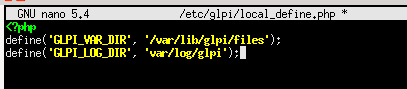 GNU nano 5.4 /etc/glpi/local_define.php *
<?php
define('GLPI_VAR_DIR', '/var/lib/glpi/files');
define('GLPI_LOG_DIR', 'var/log/glpi');